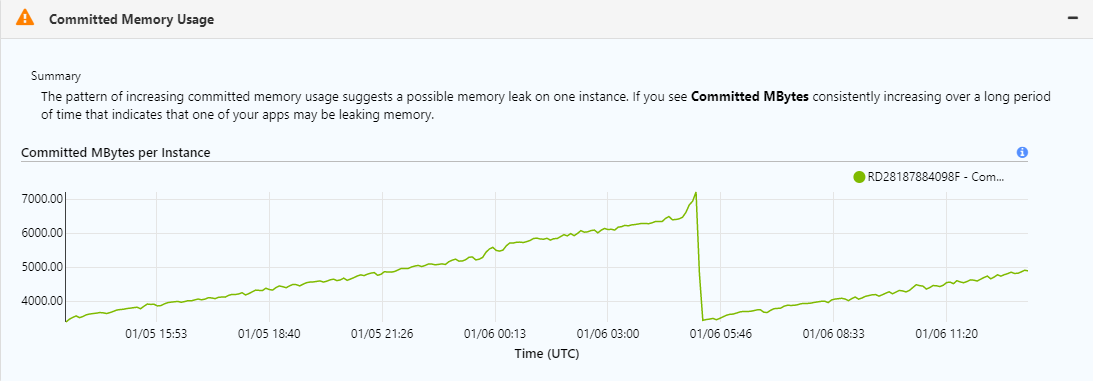 Committed Memory Usage
Summary
The pattern of increasing committed memory usage suggests a possible memory leak on one instance. If you see Committed MBytes consistently increasing over a long period
of time that indicates that one of your apps may be leaking memory.
Committed MBytes per Instance
RD28187884098F - Com...
7000.00
6000.00
5000.00
4000.00
01/05 15:53 01/05 18:40 01/05 21:26 01/06 00:13 01/06 03:00 01/06 05:46 01/06 08:33 01/06 11:20
Time (UTC)